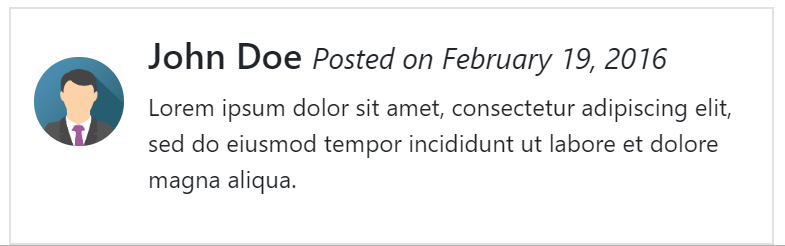 John Doe Posted on February 19, 2016
Lorem ipsum dolor sit amet, consectetur adipiscing elit,
sed do eiusmod tempor incididunt ut labore et dolore
magna aliqua.